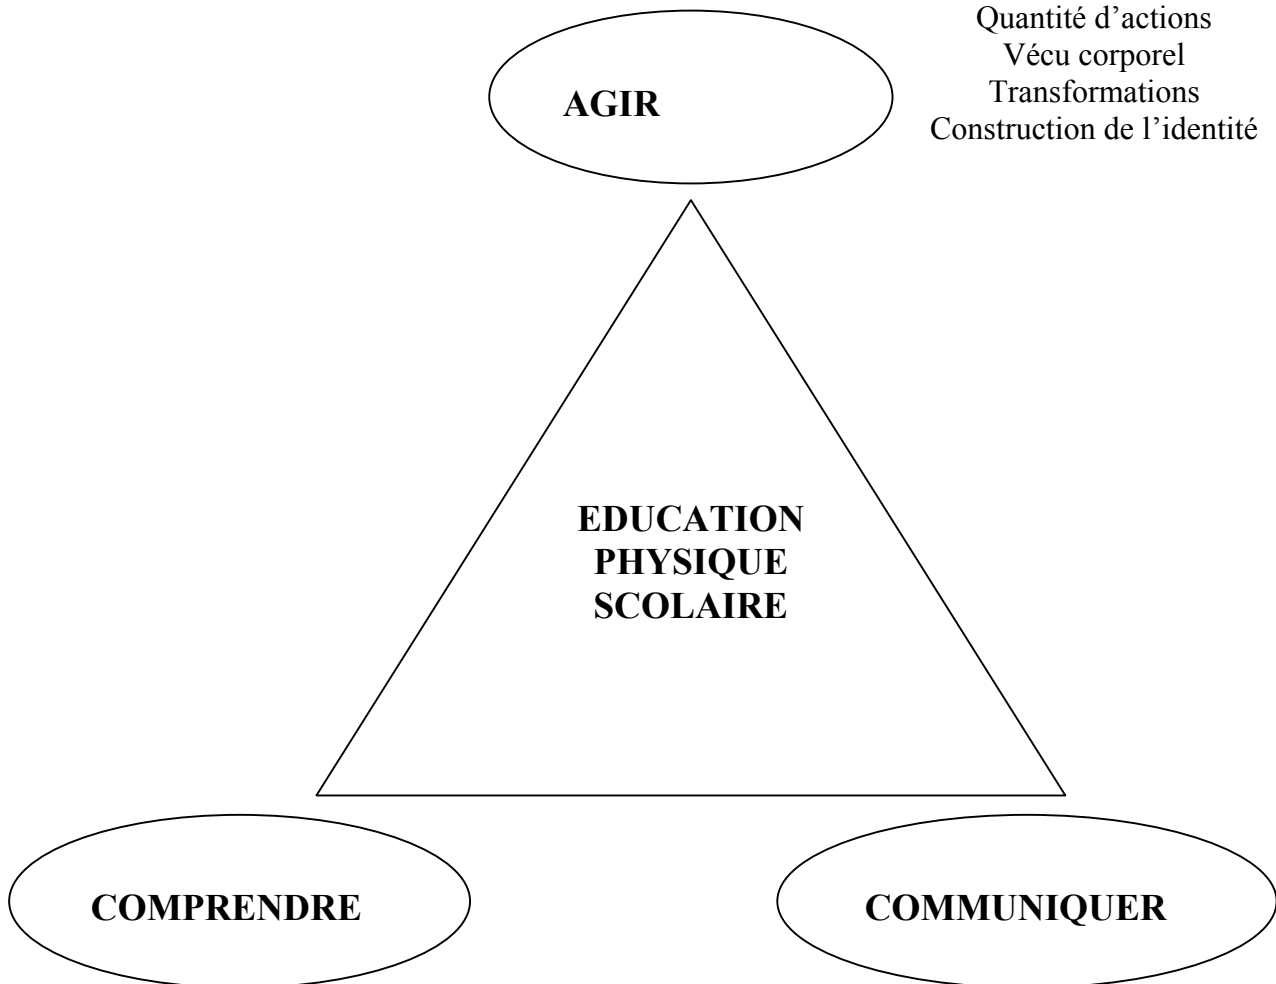 Quantité d’actions
Vécu corporel
Transformations
Construction de l’identité
AGIR
EDUCATION
PHYSIQUE
SCOLAIRE
COMPRENDRE
COMMUNIQUER